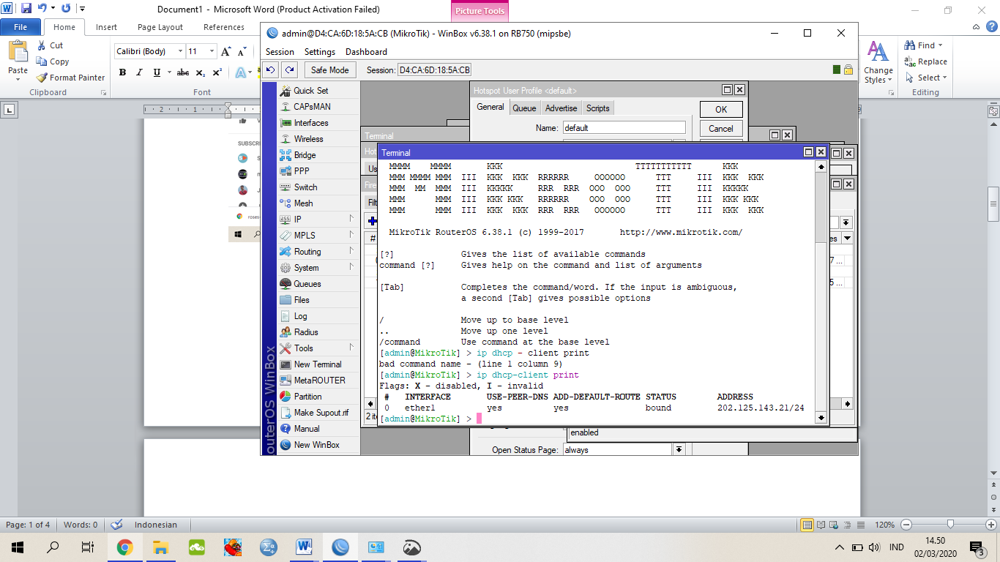 Document1 - Microsoft Word (Product Activation Failed)
Picture Tools
File Home Insert Page Layout References
Cut
Copy
Format Painter
Paste
Clipboard
Calibri (Body) 11
B I U abc X₂ X²
Font
Change Styles
Find
Replace
Select
Editing
admin@D4:CA:6D:18:5A:CB (MikroTik) - WinBox v6.38.1 on RB750 (mipsbe)
Session Settings Dashboard
Safe Mode Session: D4:CA:6D:18:5A:CB
RouterOS WinBox
Quick Set
CAPsMAN
Interfaces
Wireless
Bridge
PPP
Switch
Mesh
IP
MPLS
Routing
System
Queues
Files
Log
Radius
Tools
New Terminal
MetaROUTER
Partition
Make Supout.rif
Manual
New WinBox
Hotspot User Profile <default>
General Queue Advertise Scripts
Name: default
OK
Cancel
Terminal
Terminal
MMMM MMMM KKK TTTTTTTTTTT KKK
MMM MMMM MMM III KKK KKK RRRRRR OOOOOO TTT III KKK KKK
MMM MM MMM III KKKKK RRR RRR OOO OOO TTT III KKKKK
MMM MMM III KKK KKK RRRRRR OOO OOO TTT III KKK KKK
MMM MMM III KKK KKK RRR RRR OOOOOO TTT III KKK KKK
MikroTik RouterOS 6.38.1 (c) 1999-2017 http://www.mikrotik.com/
[?] Gives the list of available commands
command [?] Gives help on the command and list of arguments
[Tab] Completes the command/word. If the input is ambiguous,
a second [Tab] gives possible options
/ Move up to base level
.. Move up one level
/command Use command at the base level
[admin@MikroTik] > ip dhcp - client print
bad command name - (line 1 column 9)
[admin@MikroTik] > ip dhcp-client print
Flags: X - disabled, I - invalid
# INTERFACE USE-PEER-DNS ADD-DEFAULT-ROUTE STATUS ADDRESS
0 ether1 yes yes bound 202.125.143.21/24
[admin@MikroTik] >
enabled
Open Status Page: always
Page: 1 of 4 Words: 0 Indonesian 120%
IND 14.50
02/03/2020
3